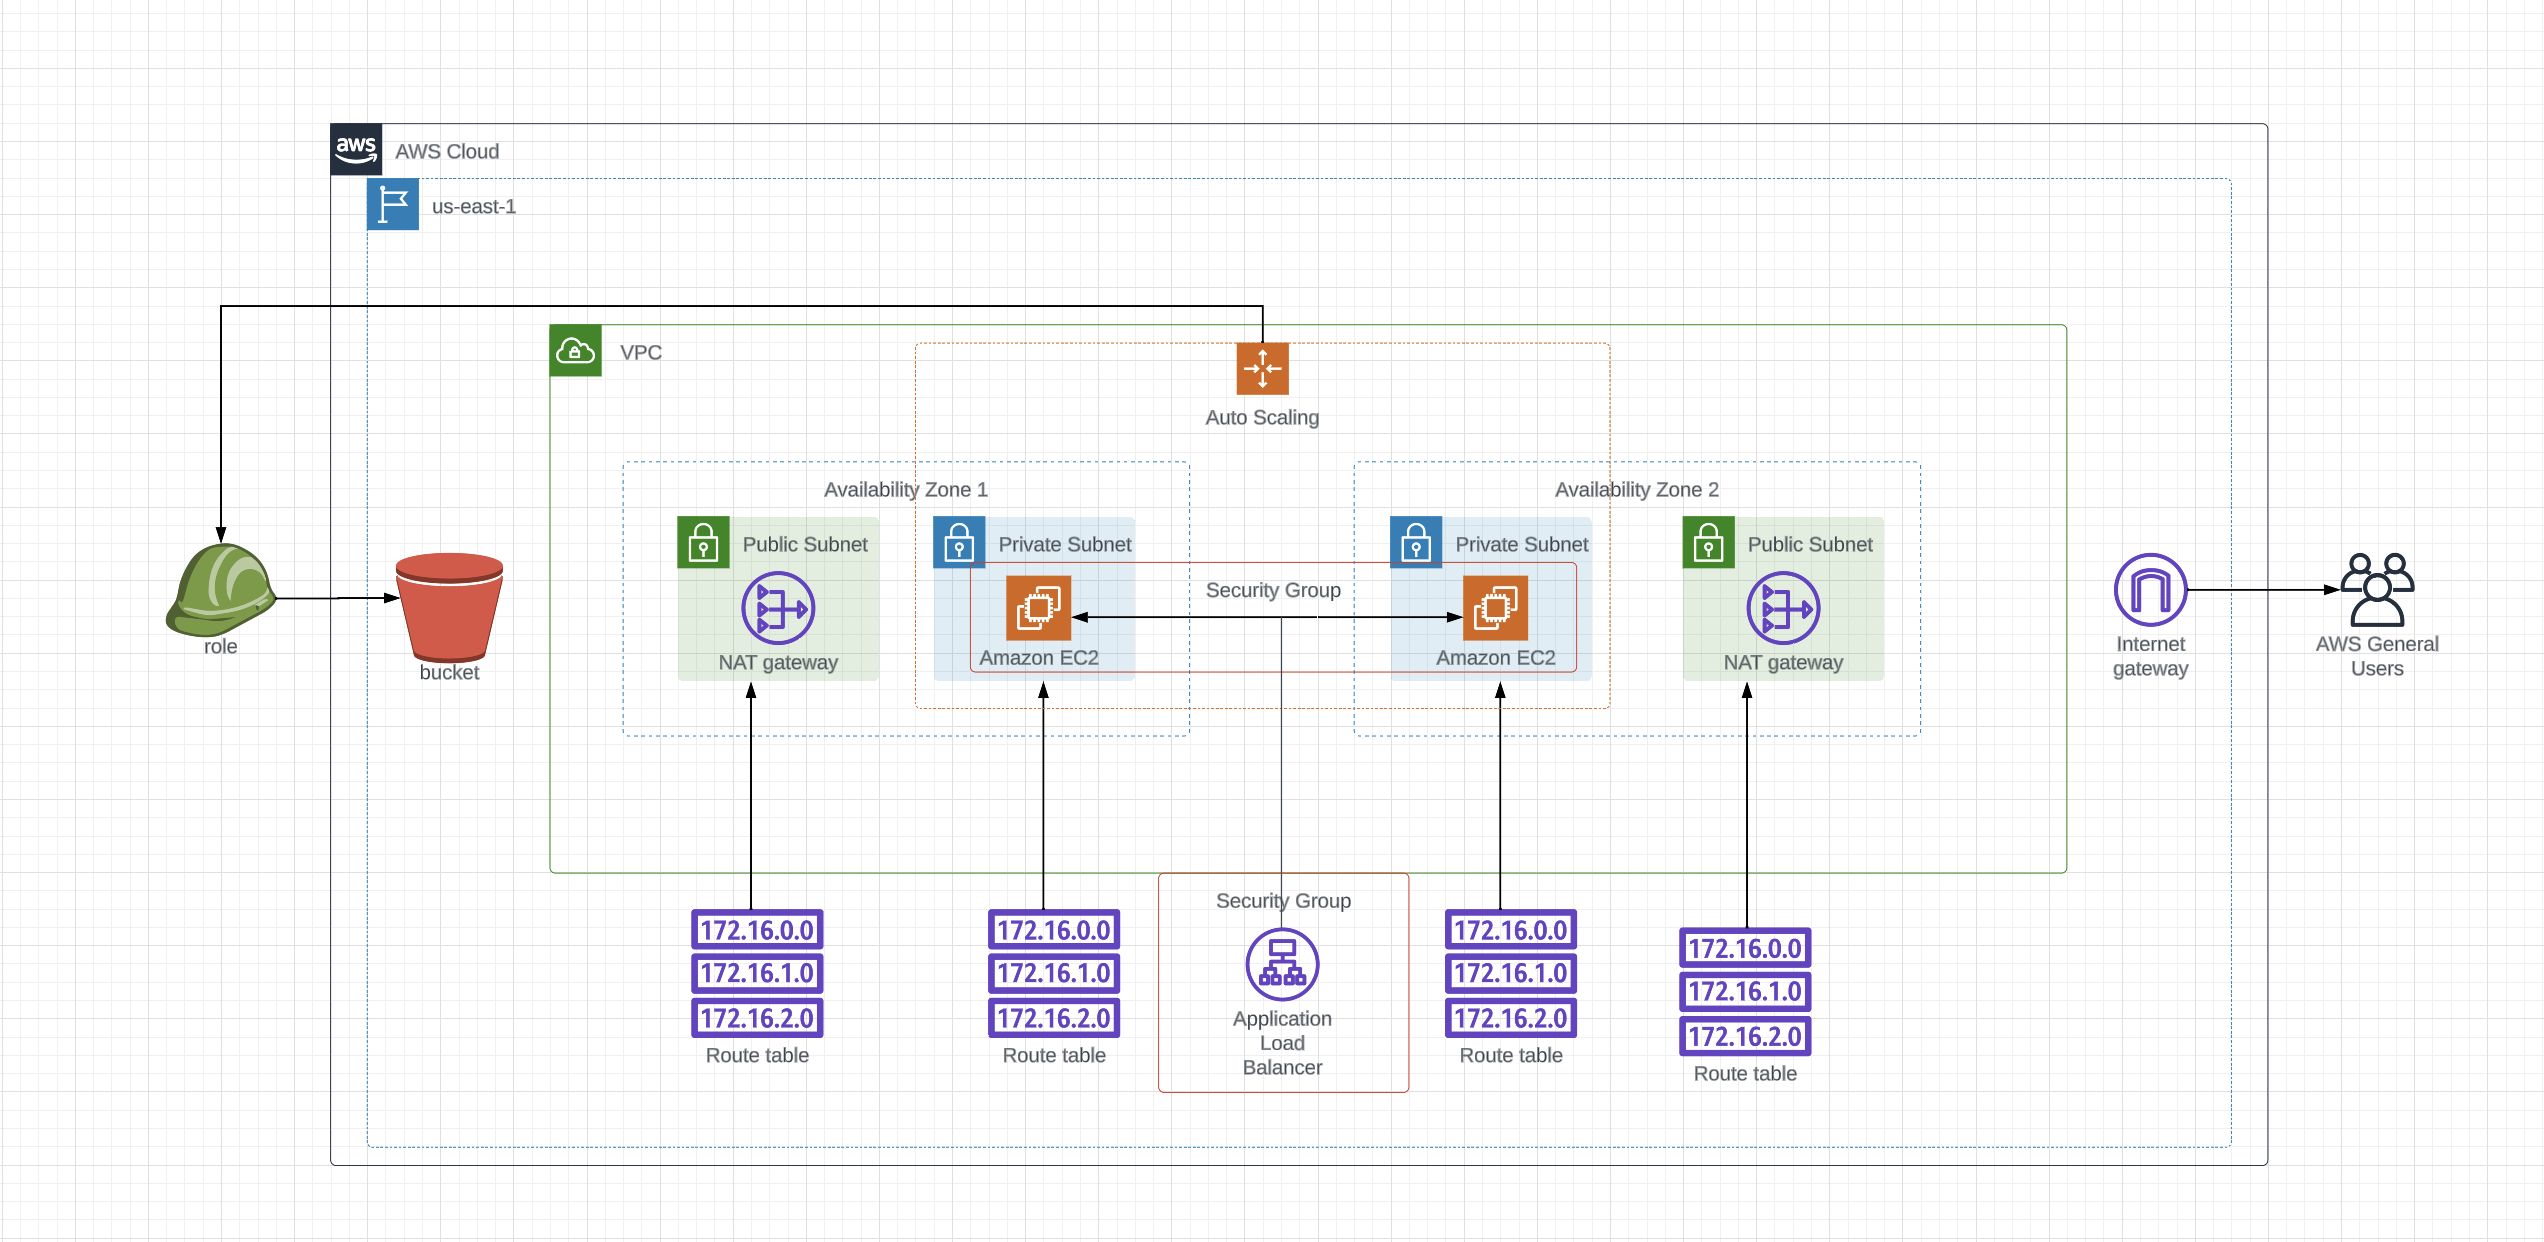 aws
AWS Cloud
us-east-1
VPC
Auto Scaling
Availability Zone 1
Availability Zone 2
Public Subnet
Private Subnet
Private Subnet
Public Subnet
Security Group
NAT gateway
Amazon EC2
Amazon EC2
NAT gateway
role
bucket
Internet
gateway
AWS General
Users
172.16.0.0
172.16.1.0
172.16.2.0
Route table
172.16.0.0
172.16.1.0
172.16.2.0
Route table
Security Group
Application
Load
Balancer
172.16.0.0
172.16.1.0
172.16.2.0
Route table
172.16.0.0
172.16.1.0
172.16.2.0
Route table